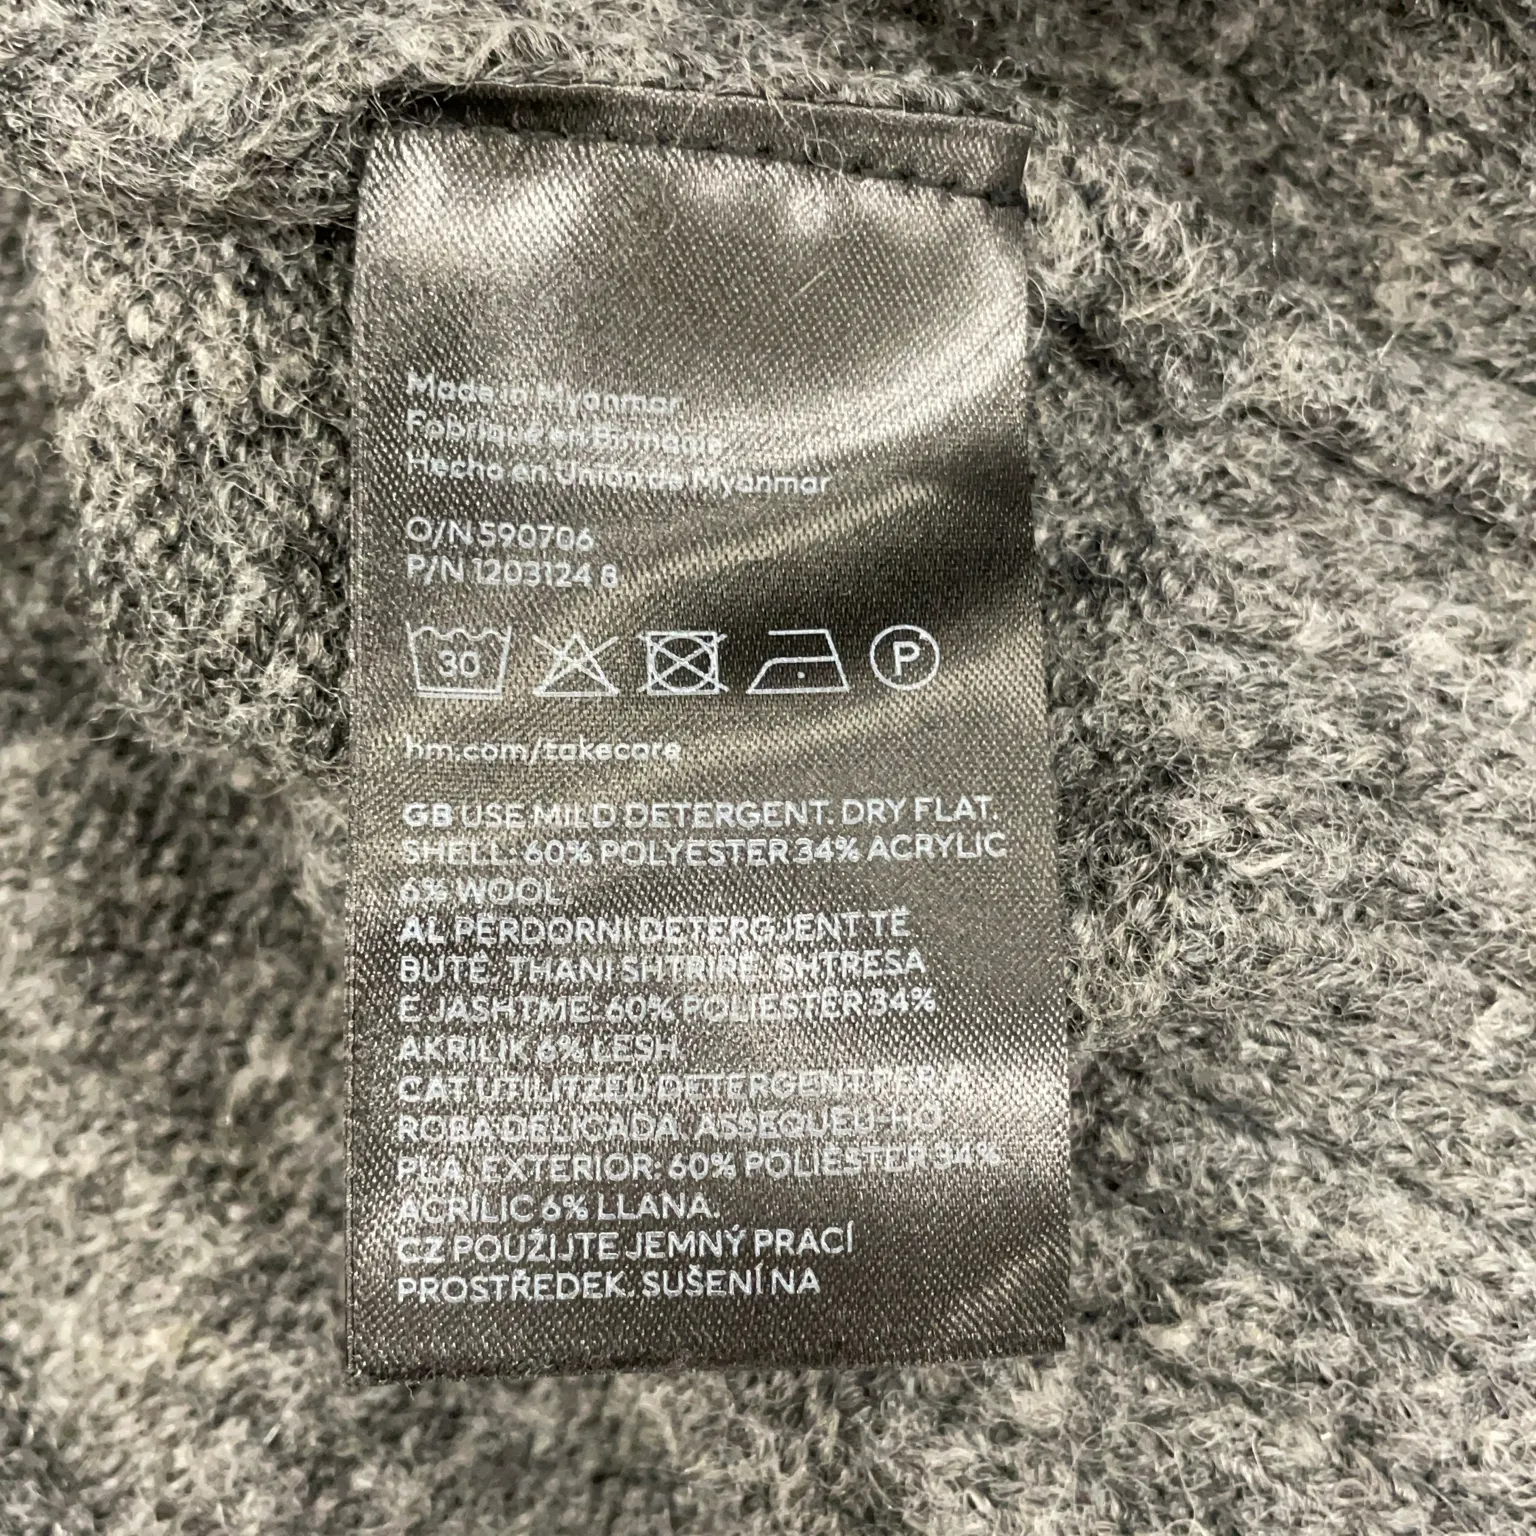 Made in Myanmar
Fabriqué en Birmanie
Hecho en Unión de Myanmar
O/N 590706
P/N 1203124 8
30
P
hm.com/takecare
GB USE MILD DETERGENT. DRY FLAT.
SHELL: 60% POLYESTER 34% ACRYLIC
6% WOOL.
AL PËRDORNI DETERGJENT TË
BUTË. THANI SHTRIRË. SHTRESA
E JASHTME: 60% POLIESTËR 34%
AKRILIK 6% LESH.
CAT UTILITZEU DETERGENT PER A
ROBA DELICADA. ASSEQUEU-HO
PLA. EXTERIOR: 60% POLIÈSTER 34%
ACRÍLIC 6% LLANA.
CZ POUŽIJTE JEMNÝ PRACÍ
PROSTŘEDEK. SUŠENÍ NA